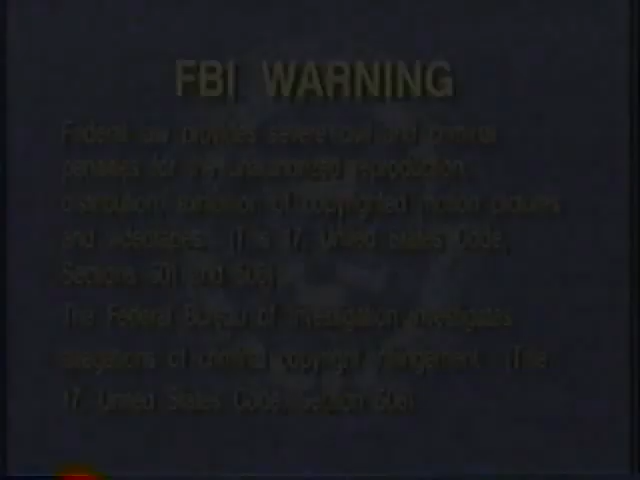 FBI WARNING
Federal law provides severe civil and criminal
penalties for the unauthorized reproduction,
distribution, exhibition of copyrighted motion pictures
and videotapes. (Title 17, United States Code,
Sections 501 and 506)
The Federal Bureau of Investigation investigates
allegations of criminal copyright infringement. (Title
17, United States Code, Section 506)